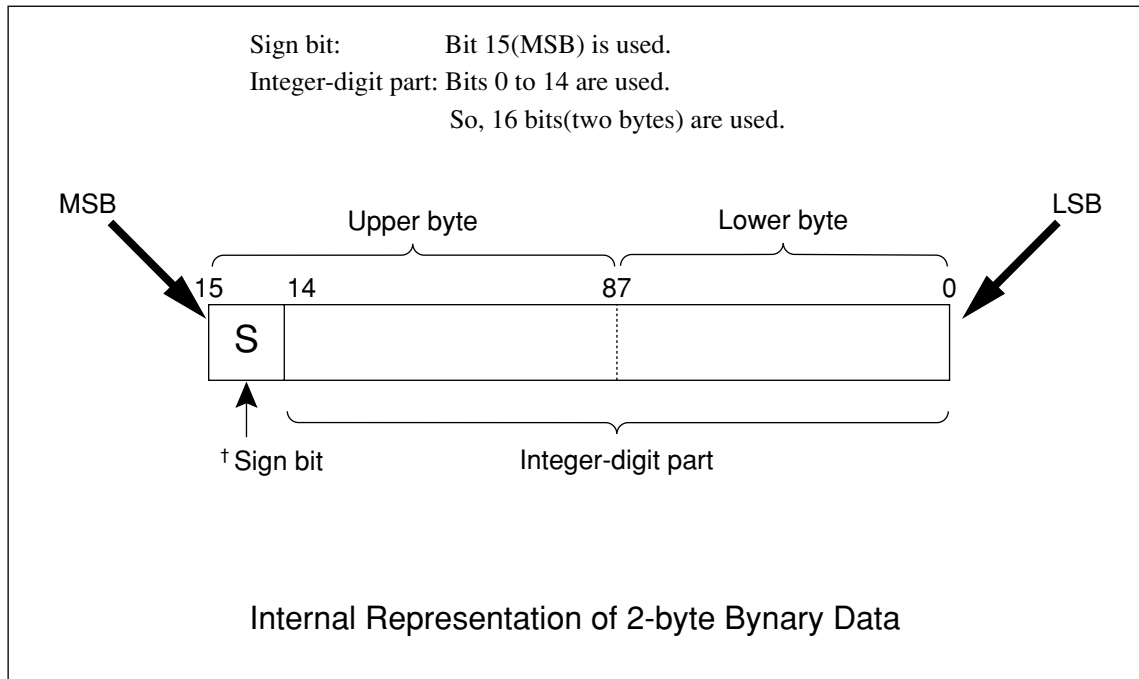 Sign bit: Bit 15(MSB) is used.
Integer-digit part: Bits 0 to 14 are used.
So, 16 bits(two bytes) are used.
MSB LSB
Upper byte Lower byte
15 14 87 0
S
† Sign bit Integer-digit part
Internal Representation of 2-byte Bynary Data